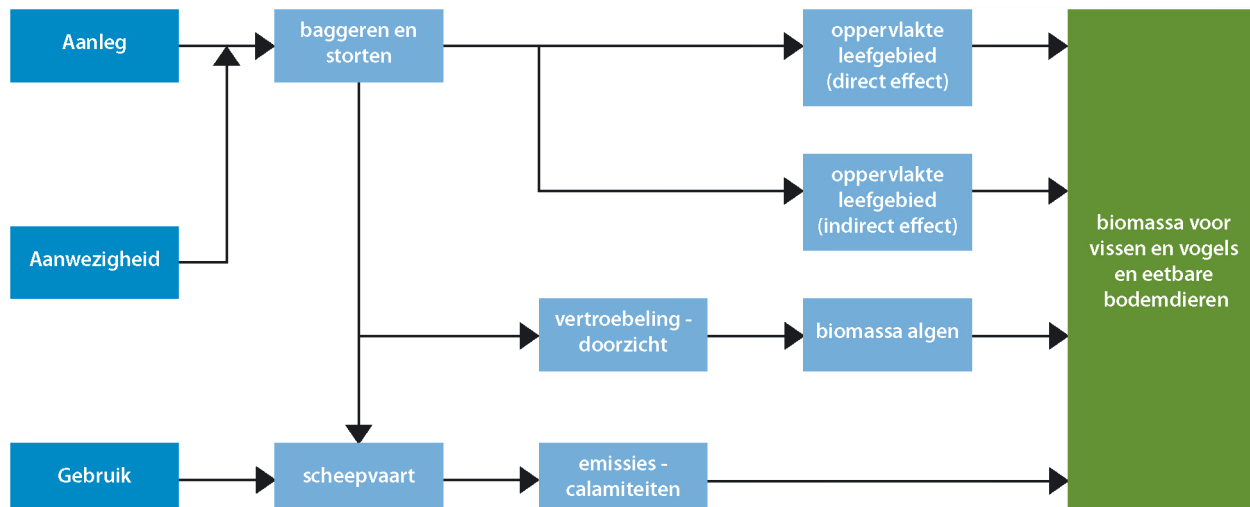 Aanleg
baggeren en
storten
oppervlakte
leefgebied
(direct effect)
oppervlakte
leefgebied
(indirect effect)
Aanwezigheid
biomassa voor
vissen en vogels
en eetbare
bodemdieren
vertroebeling -
doorzicht
biomassa algen
Gebruik
scheepvaart
emissies -
calamiteiten